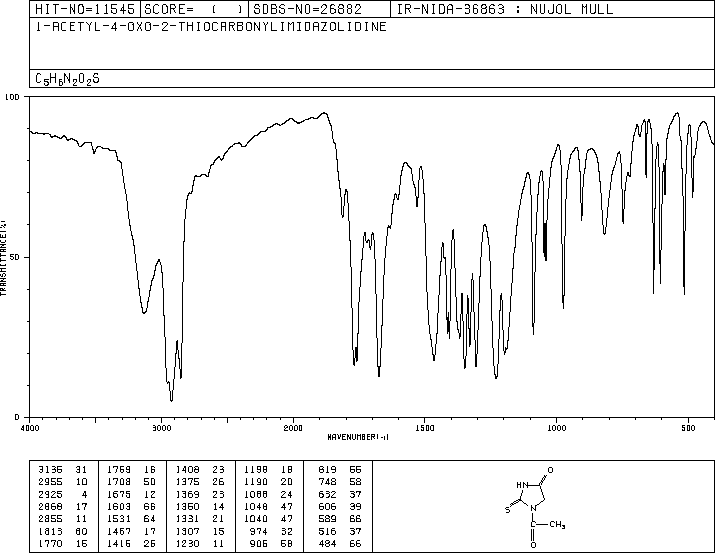 HIT-NO=11545 SCORE= ( ) SDBS-NO=26882 IR-NIDA-36863 : NUJOL MULL
1-ACETYL-4-OXO-2-THIOCARBONYLIMIDAZOLIDINE
C5H6N2O2S
100
50
0
TRANSMITTANCE(%)
4000 3000 2000 1500 1000 500
WAVENUMBER(-1)
3135 31 1759 16 1408 23 1198 18 819 55
2955 10 1708 50 1375 26 1190 20 748 58
2925 4 1675 12 1369 23 1088 24 632 37
2868 17 1603 66 1350 14 1048 47 606 39
2855 11 1531 64 1331 21 1040 47 589 66
1813 60 1467 17 1307 15 974 32 516 37
1770 15 1416 26 1230 11 905 58 484 66
O
HN
S
N
C—CH3
O